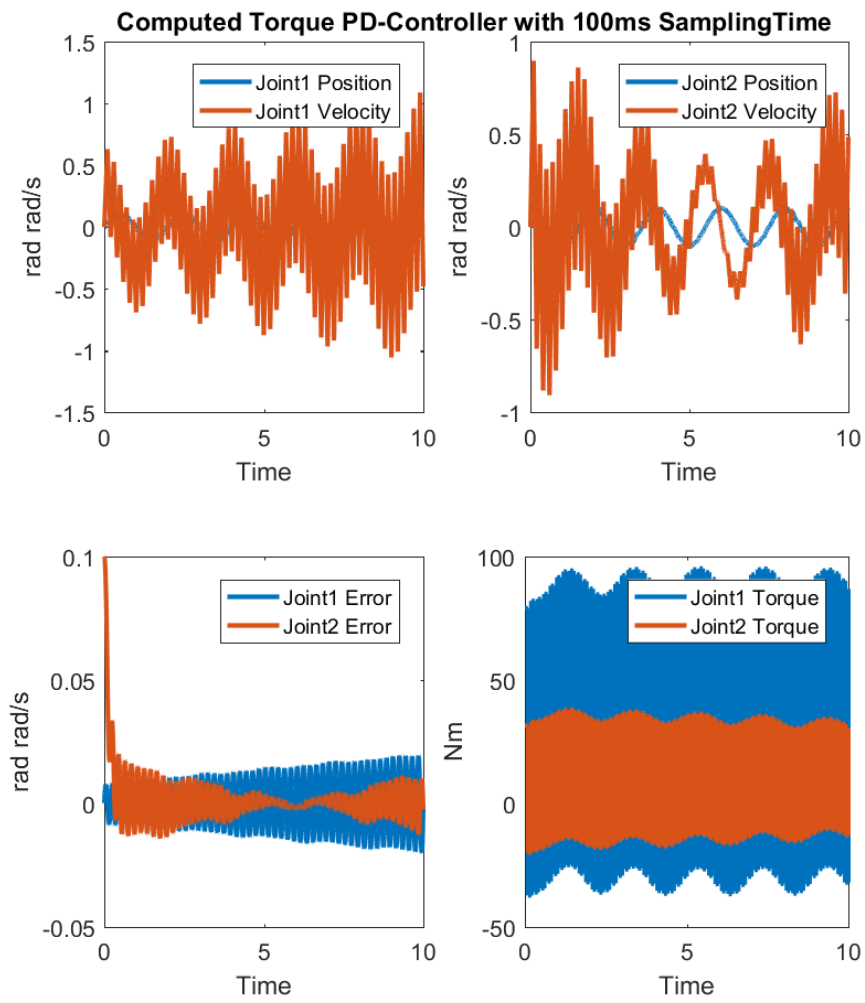 Computed Torque PD-Controller with 100ms SamplingTime
1.5
1
0.5
0
-0.5
-1
-1.5
rad rad/s
Joint1 Position
Joint1 Velocity
0
5
10
Time
1
0.5
0
-0.5
-1
rad rad/s
Joint2 Position
Joint2 Velocity
0
5
10
Time
0.1
0.05
0
-0.05
rad rad/s
Joint1 Error
Joint2 Error
0
5
10
Time
100
50
0
-50
Nm
Joint1 Torque
Joint2 Torque
0
5
10
Time